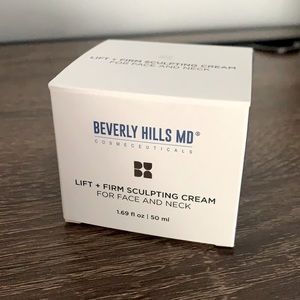 LIFT + FIRM SCULPTING CREAM
FOR FACE AND NECK
BEVERLY HILLS MD®
COSMECEUTICALS
LIFT + FIRM SCULPTING CREAM
FOR FACE AND NECK
1.69 fl oz | 50 ml